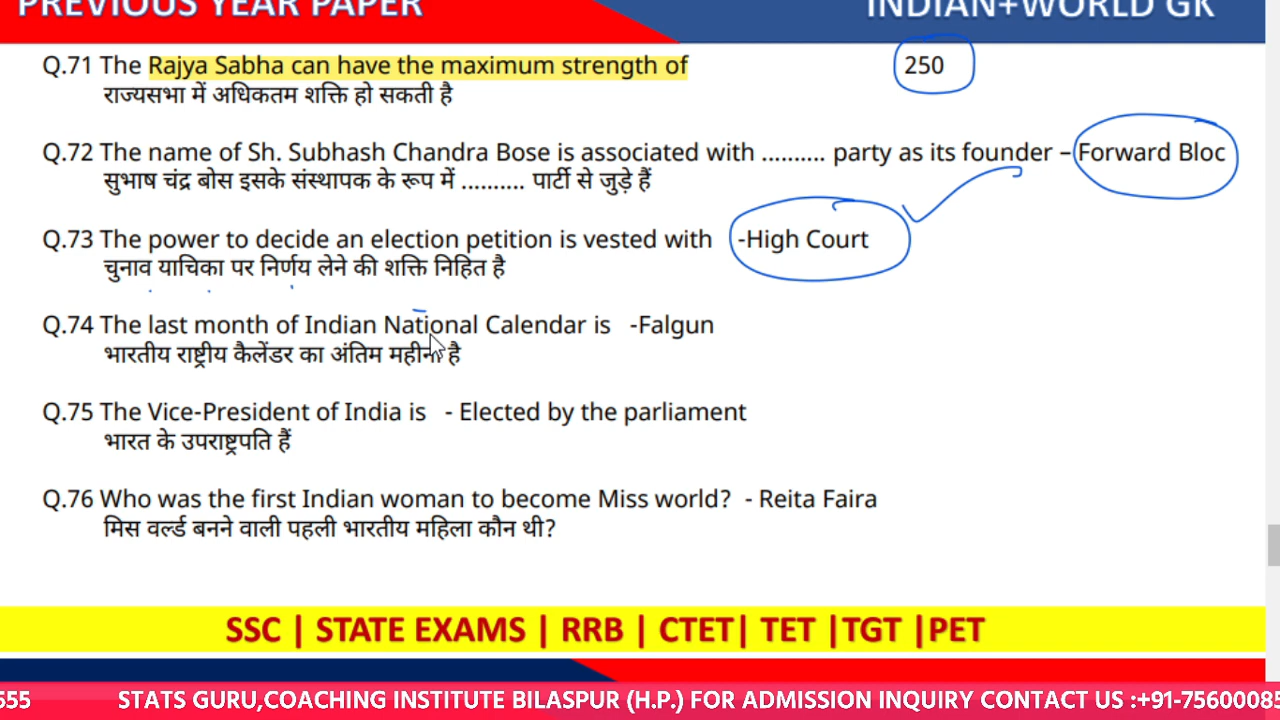 PREVIOUS YEAR PAPER INDIAN+WORLD GK
Q.71 The Rajya Sabha can have the maximum strength of 250
राज्यसभा में अधिकतम शक्ति हो सकती है
Q.72 The name of Sh. Subhash Chandra Bose is associated with .......... party as its founder – Forward Bloc
सुभाष चंद्र बोस इसके संस्थापक के रूप में .......... पार्टी से जुड़े हैं
Q.73 The power to decide an election petition is vested with -High Court
चुनाव याचिका पर निर्णय लेने की शक्ति निहित है
Q.74 The last month of Indian National Calendar is -Falgun
भारतीय राष्ट्रीय कैलेंडर का अंतिम महीना है
Q.75 The Vice-President of India is - Elected by the parliament
भारत के उपराष्ट्रपति हैं
Q.76 Who was the first Indian woman to become Miss world? - Reita Faira
मिस वर्ल्ड बनने वाली पहली भारतीय महिला कौन थी?
SSC | STATE EXAMS | RRB | CTET| TET |TGT |PET
555 STATS GURU,COACHING INSTITUTE BILASPUR (H.P.) FOR ADMISSION INQUIRY CONTACT US :+91-75600085